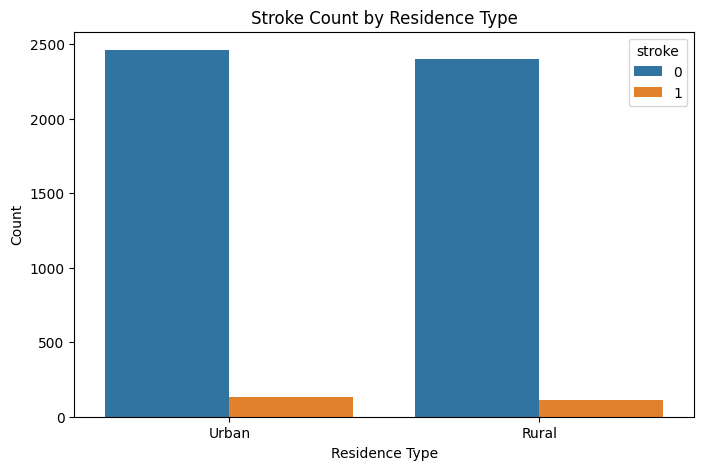 Stroke Count by Residence Type
stroke
0
1
2500
2000
1500
1000
500
0
Count
Urban
Rural
Residence Type